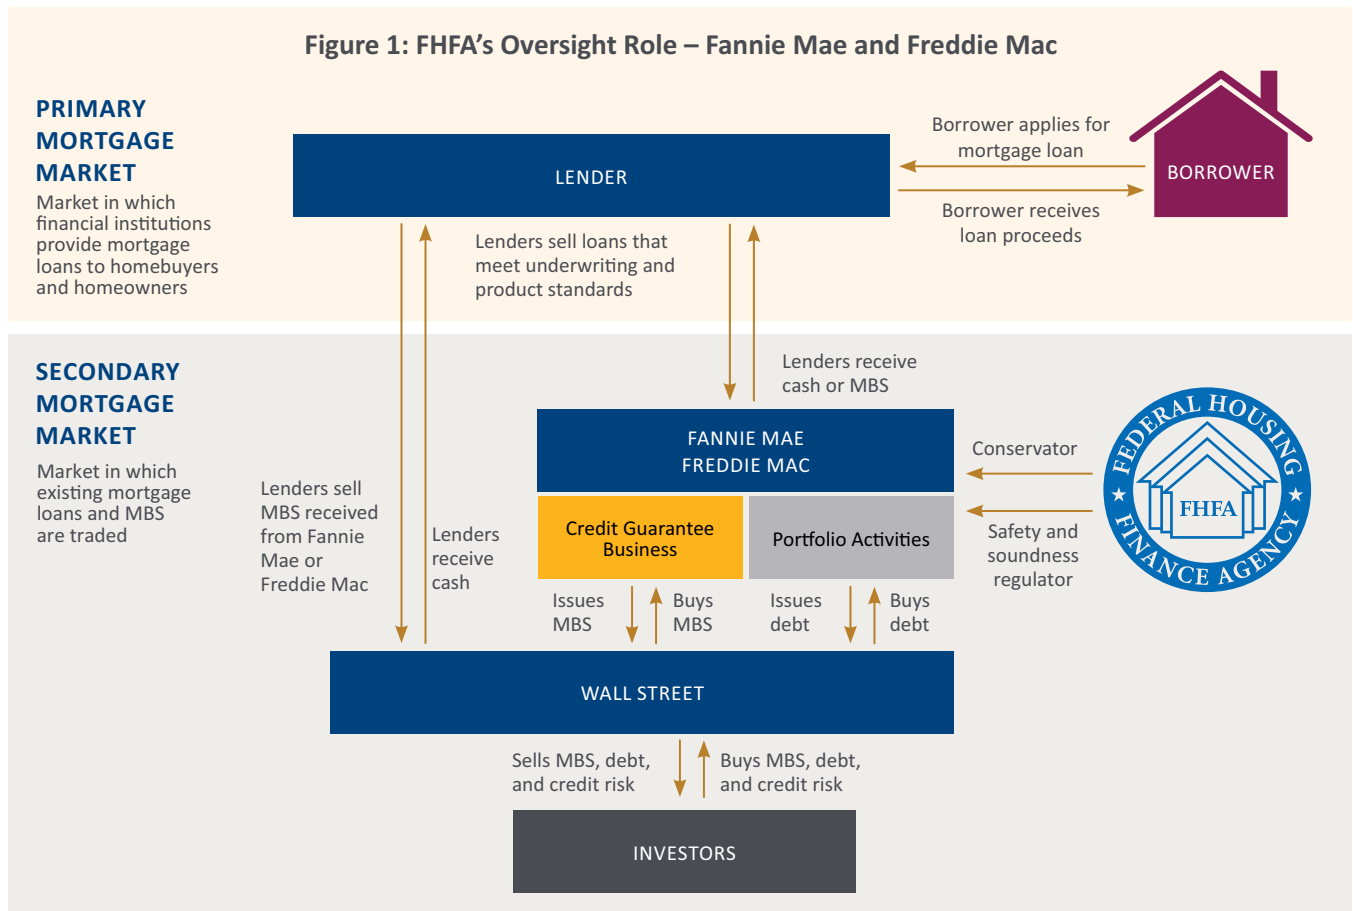 Figure 1: FHFA’s Oversight Role – Fannie Mae and Freddie Mac
PRIMARY
MORTGAGE
MARKET
Market in which
financial institutions
provide mortgage
loans to homebuyers
and homeowners
LENDER
Borrower applies for
mortgage loan
BORROWER
Borrower receives
loan proceeds
Lenders sell loans that
meet underwriting and
product standards
SECONDARY
MORTGAGE
MARKET
Market in which
existing mortgage
loans and MBS
are traded
Lenders receive
cash or MBS
Lenders sell
MBS received
from Fannie
Mae or
Freddie Mac
Lenders
receive
cash
FANNIE MAE
FREDDIE MAC
Credit Guarantee
Business
Portfolio Activities
Conservator
Safety and
soundness
regulator
FEDERAL HOUSING
FHFA
FINANCE AGENCY
Issues
MBS
Buys
MBS
Issues
debt
Buys
debt
WALL STREET
Sells MBS, debt,
and credit risk
Buys MBS, debt,
and credit risk
INVESTORS